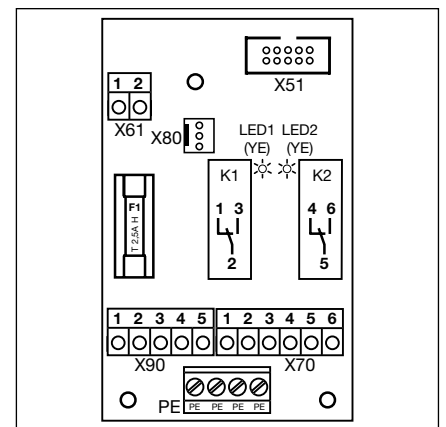 X51
1 2
X61
X80
LED1 LED2
(YE) (YE)
K1
K2
1 3
2
4 6
5
F1
T 2,5A H
1 2 3 4 5
1 2 3 4 5 6
X90
X70
PE
PE PE PE PE